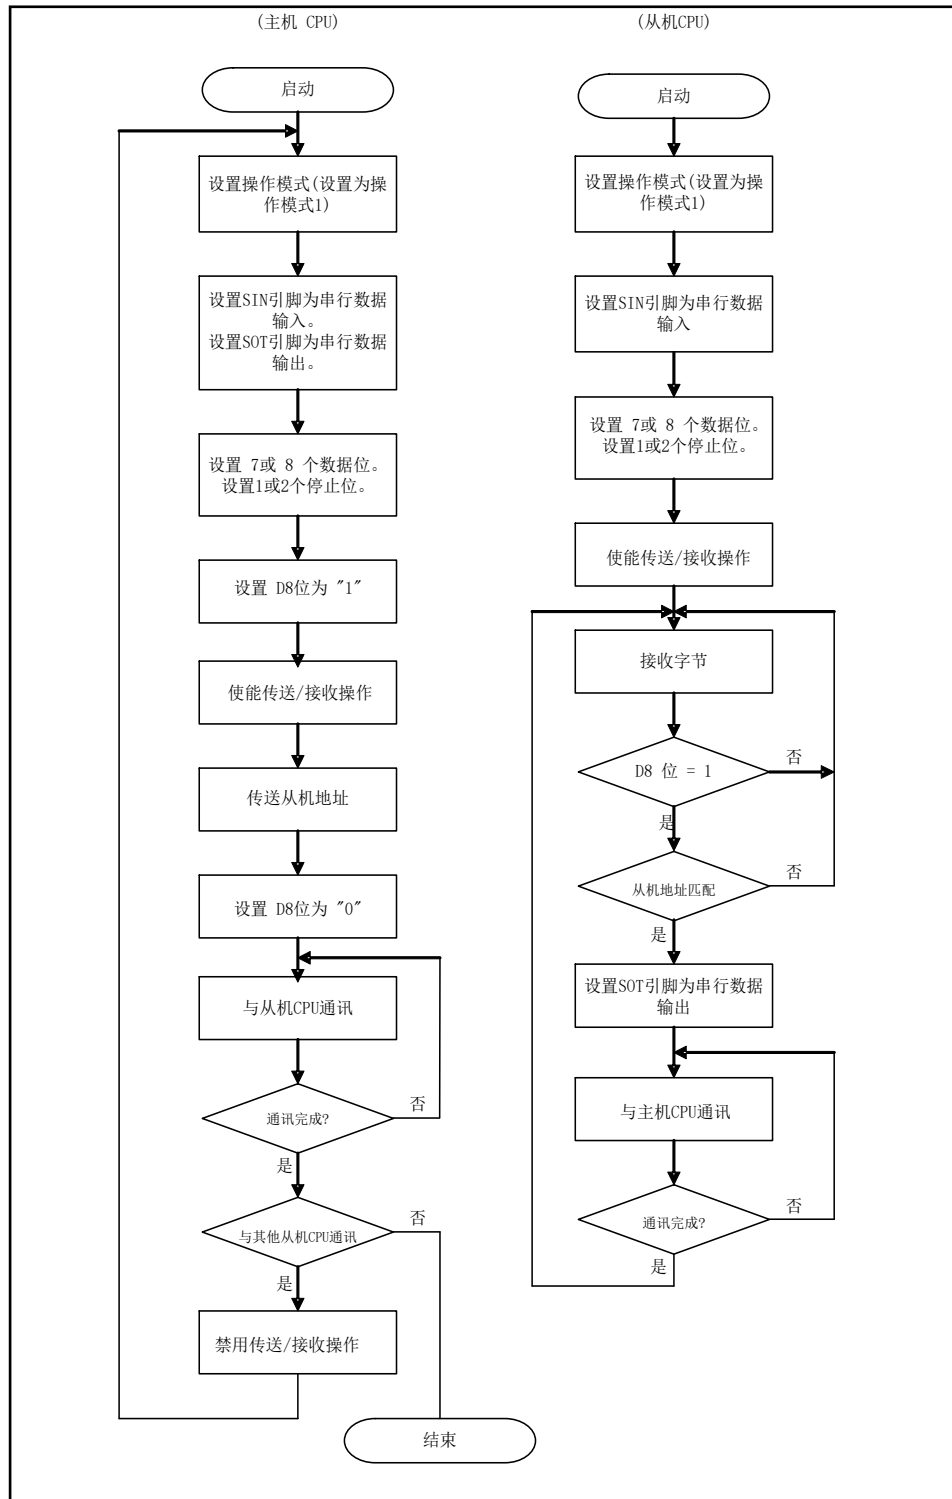 (主机 CPU)
启动
设置操作模式(设置为操
作模式1)
设置SIN引脚为串行数据
输入。
设置SOT引脚为串行数据
输出。
设置 7或 8 个数据位。
设置1或2个停止位。
设置 D8位为 "1"
使能传送/接收操作
传送从机地址
设置 D8位为 "0"
与从机CPU通讯
通讯完成?
否
是
与其他从机CPU通讯
否
是
禁用传送/接收操作
结束
(从机CPU)
启动
设置操作模式(设置为操
作模式1)
设置SIN引脚为串行数据
输入
设置 7或 8 个数据位。
设置1或2个停止位。
使能传送/接收操作
接收字节
D8 位 = 1
否
是
从机地址匹配
否
是
设置SOT引脚为串行数据
输出
与主机CPU通讯
通讯完成?
否
是